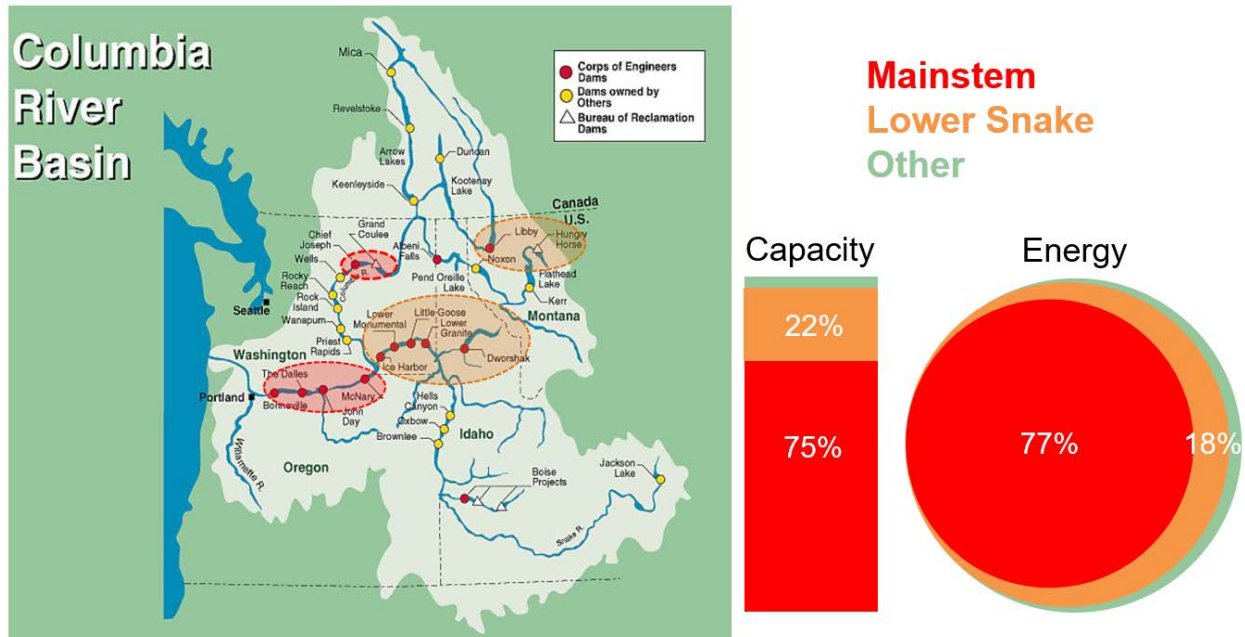 Columbia
River
Basin
Corps of Engineers
Dams
Dams owned by
Others
Bureau of Reclamation
Dams
Mica
Revelstoke
Arrow
Lakes
Duncan
Keenleyside
Kootenay
Lake
Canada
U.S.
Grand
Coulee
Chief
Joseph
Wells
Rocky
Reach
Rock
Island
Wanapum
Priest
Rapids
Columbia
R.
Albeni
Falls
Pend Oreille
Lake
Libby
Hungry
Horse
Noxon
Flathead
Lake
Kerr
Montana
Seattle
Washington
Lower
Monumental
Little Goose
Lower
Granite
Dworshak
Ice Harbor
The Dalles
Portland
Bonneville
McNary
John
Day
Hells
Canyon
Oxbow
Brownlee
Idaho
Oregon
Willamette R.
Boise
Projects
Jackson
Lake
Snake R.
Mainstem
Lower Snake
Other
Capacity
22%
75%
Energy
77%
18%